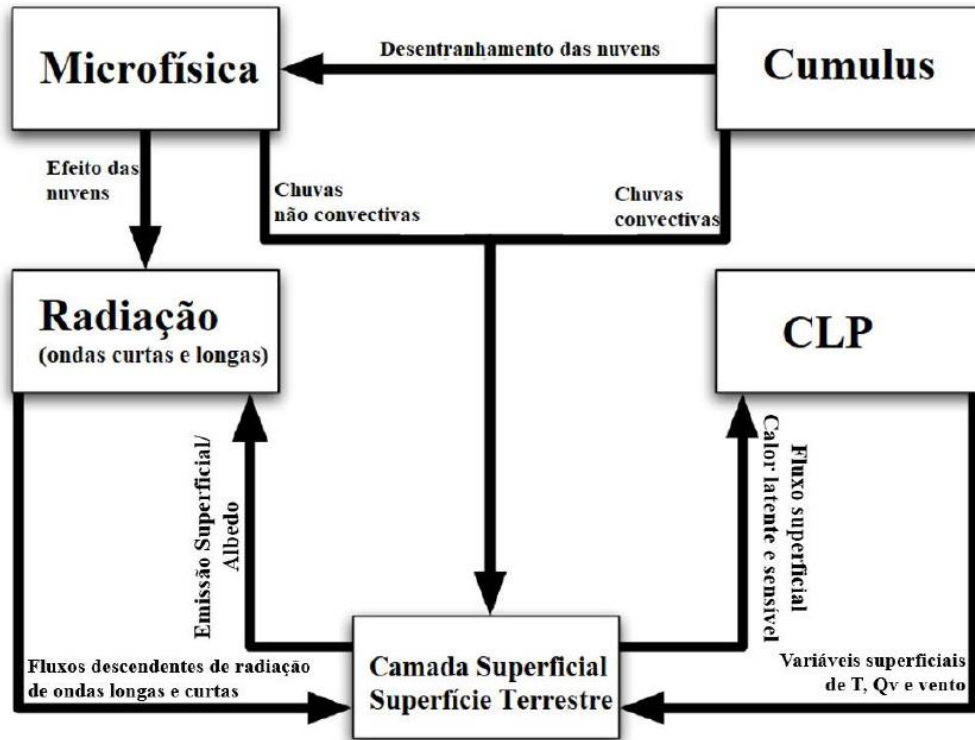 Microfísica
Desentranhamento das nuvens
Cumulus
Efeito das
nuvens
Chuvas
não convectivas
Chuvas
convectivas
Radiação
(ondas curtas e longas)
CLP
Emissão Superficial/
Albedo
Fluxo superficial
Calor latente e sensível
Camada Superficial
Superfície Terrestre
Fluxos descendentes de radiação
de ondas longas e curtas
Variáveis superficiais
de T, Qv e vento